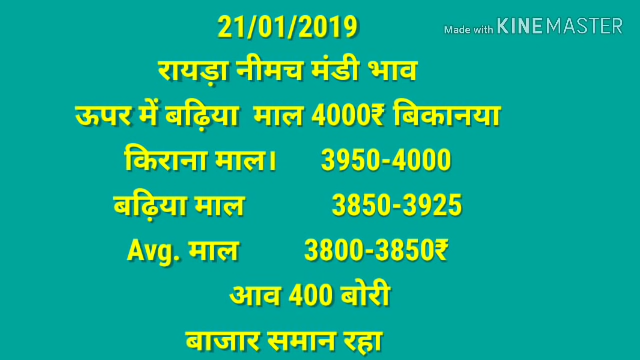 21/01/2019
Made with KINEMASTER
रायड़ा नीमच मंडी भाव
ऊपर में बढ़िया माल 4000₹ बिकानया
किराना माल। 3950-4000
बढ़िया माल 3850-3925
Avg. माल 3800-3850₹
आव 400 बोरी
बाजार समान रहा